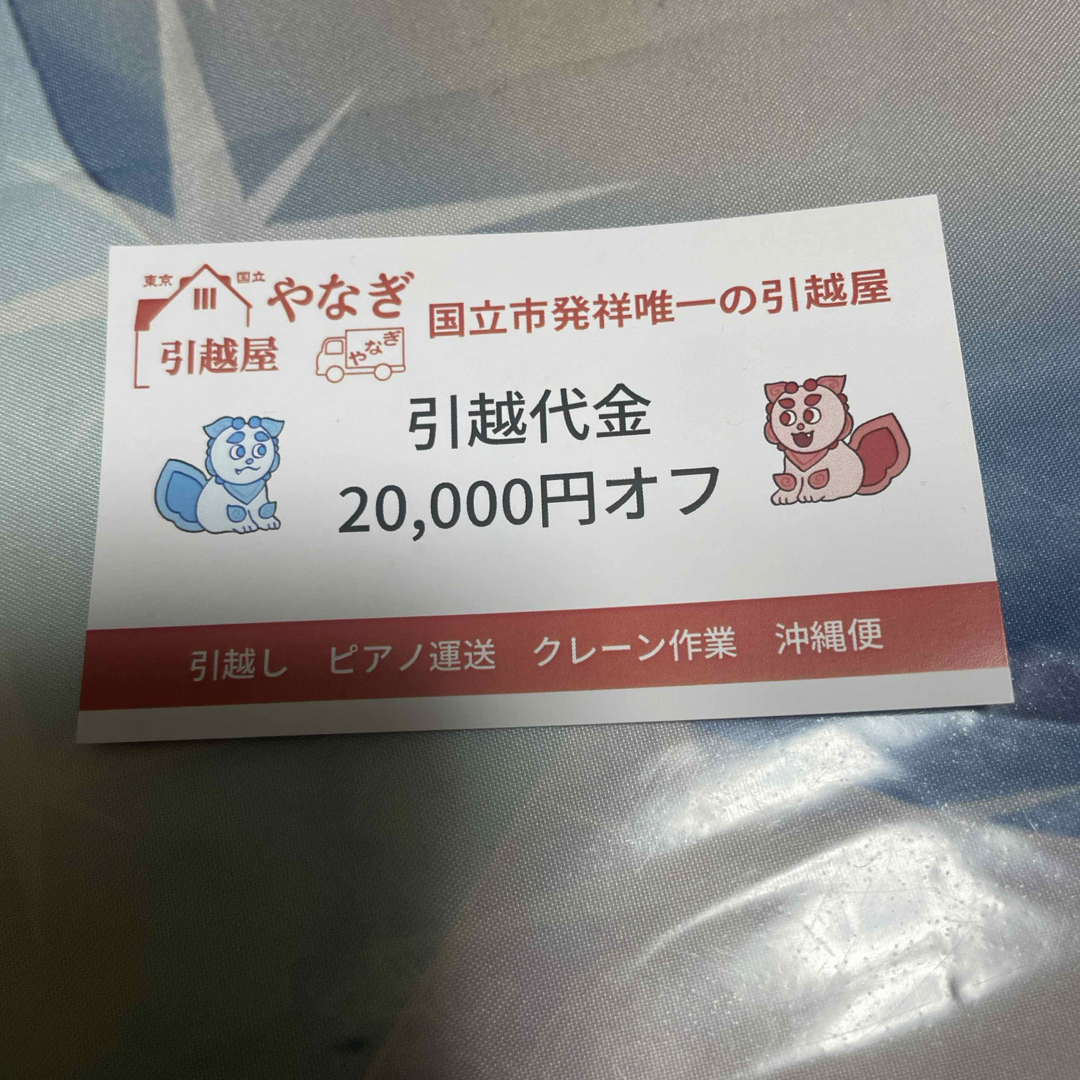 東京 国立 やなぎ
引越屋
やなぎ
国立市発祥唯一の引越屋
引越代金
20,000円オフ
引越し ピアノ運送 クレーン作業 沖縄便